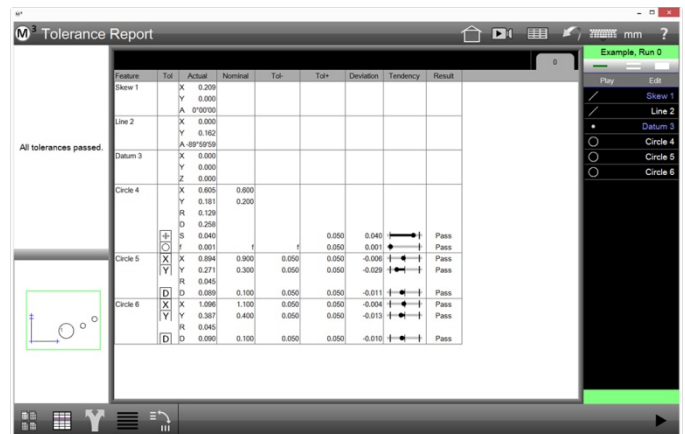 M³
M³ Tolerance Report
mm ?
All tolerances passed.
0
Feature Tol Actual Nominal Tol- Tol+ Deviation Tendency Result
Skew 1 X 0.209
Y 0.000
A 0°00'00
Line 2 X 0.000
Y 0.162
A -89°59'59
Datum 3 X 0.000
Y 0.000
Z 0.000
Circle 4 X 0.605 0.600
Y 0.181 0.200
R 0.129
D 0.258
S 0.040 0.050 0.040 Pass
f 0.001 f f 0.050 0.001 Pass
Circle 5 X X 0.894 0.900 0.050 0.050 -0.006 Pass
Y Y 0.271 0.300 0.050 0.050 -0.029 Pass
R 0.045
D D 0.089 0.100 0.050 0.050 -0.011 Pass
Circle 6 X X 1.096 1.100 0.050 0.050 -0.004 Pass
Y Y 0.387 0.400 0.050 0.050 -0.013 Pass
R 0.045
D D 0.090 0.100 0.050 0.050 -0.010 Pass
Example, Run 0
Play Edit
Skew 1
Line 2
Datum 3
Circle 4
Circle 5
Circle 6